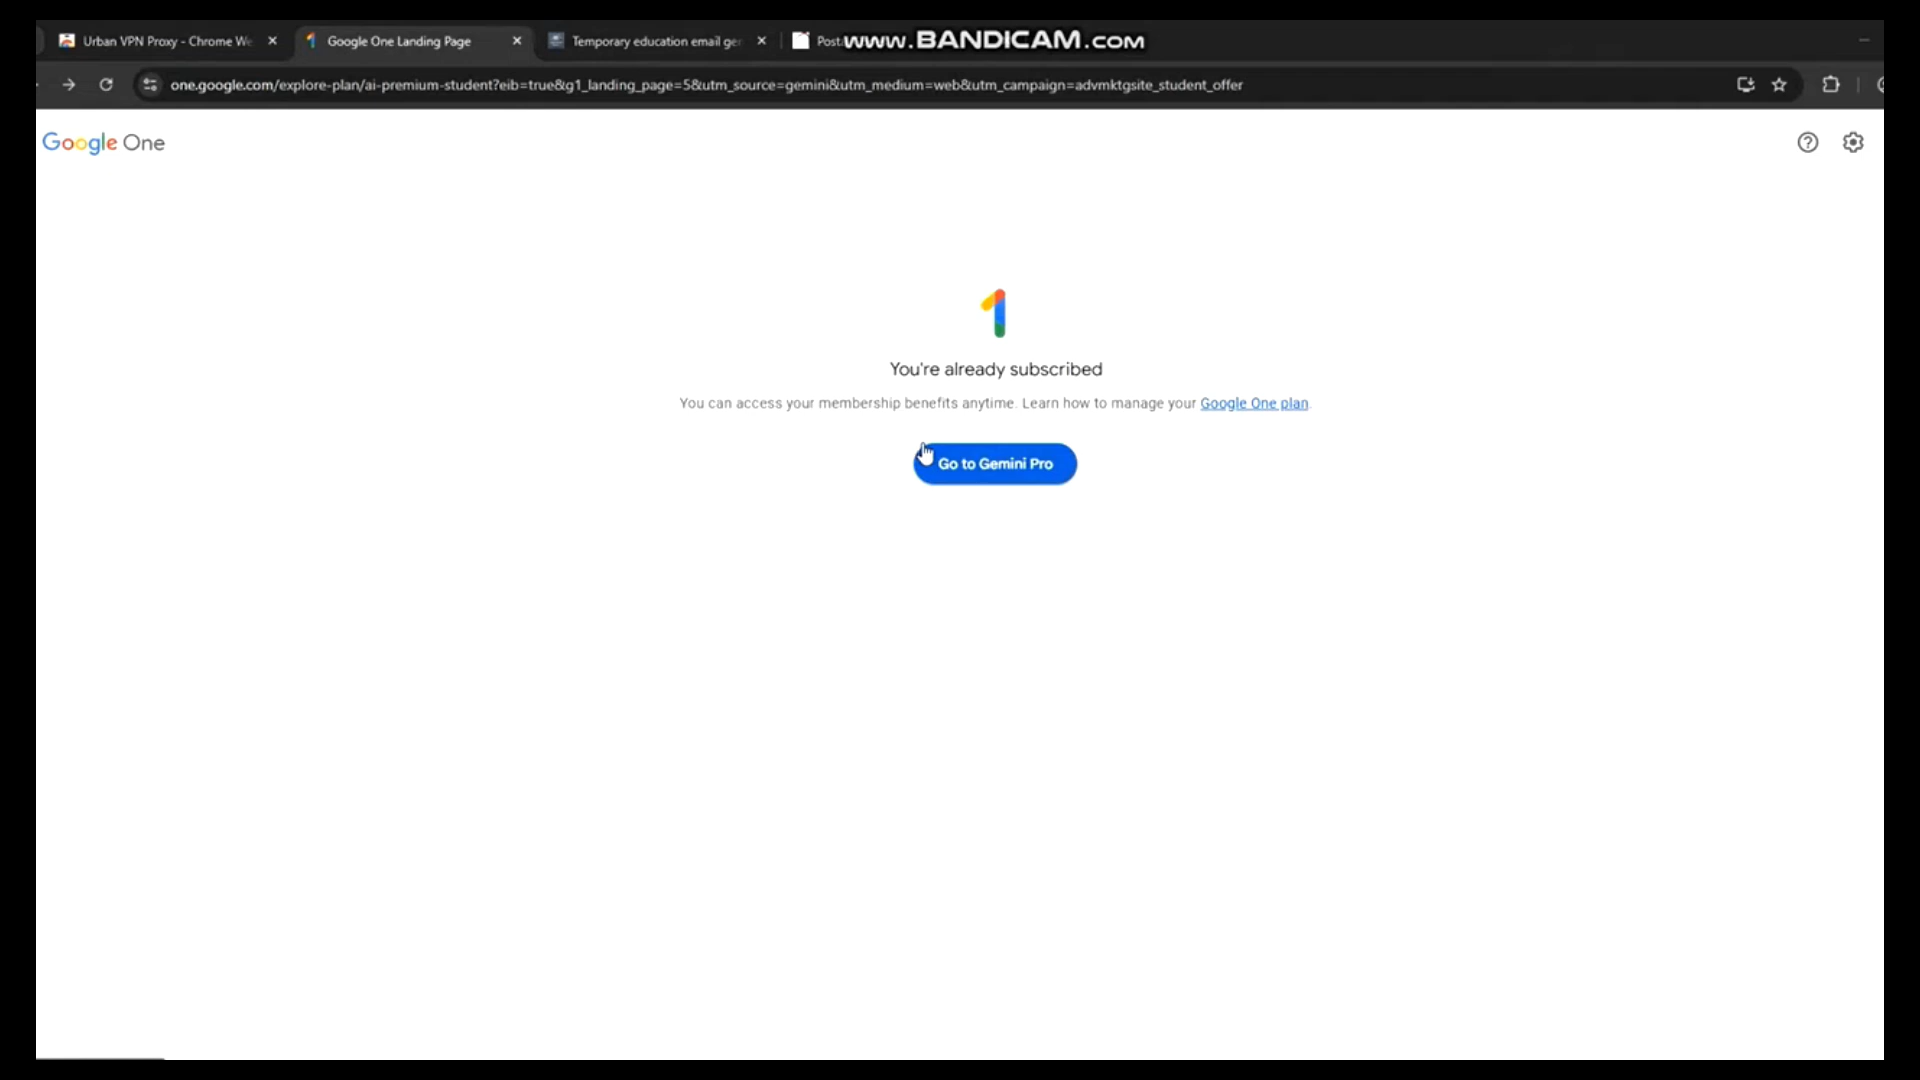 Urban VPN Proxy - Chrome We
Google One Landing Page
Temporary education email ger
Post
WWW.BANDICAM.COM
one.google.com/explore-plan/ai-premium-student?eib=true&g1_landing_page=5&utm_source=gemini&utm_medium=web&utm_campaign=advmktgsite_student_offer
Google One
1
You're already subscribed
You can access your membership benefits anytime. Learn how to manage your Google One plan.
Go to Gemini Pro